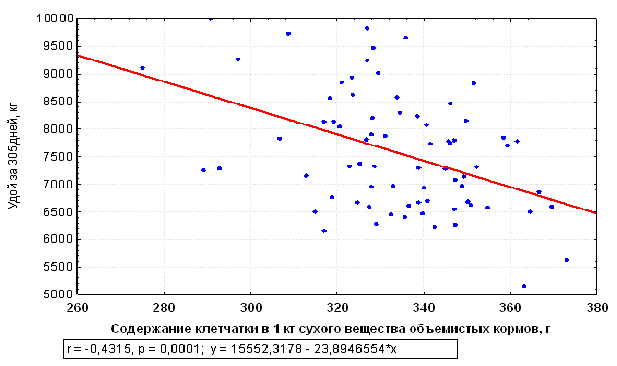 Удой за 305дней, кг
10000
9500
9000
8500
8000
7500
7000
6500
6000
5500
5000
260 280 300 320 340 360 380
Содержание клетчатки в 1 кг сухого вещества объемистых кормов, г
r = -0,4315, p = 0,0001; y = 15552,3178 - 23,8946554*x